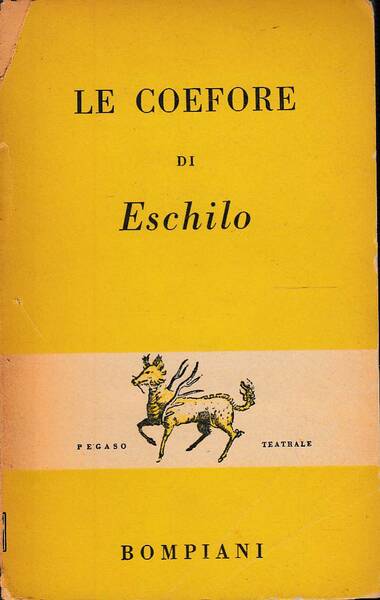 LE COEFORE
DI
Eschilo
PEGASO TEATRALE
BOMPIANI